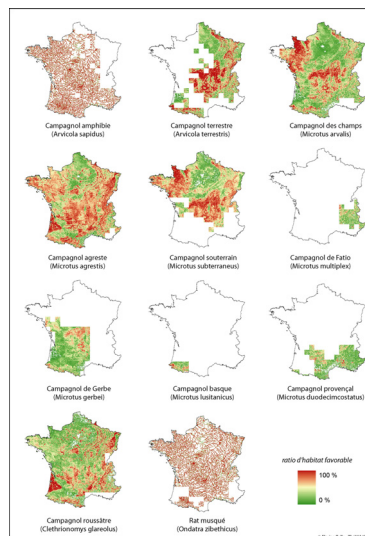 Campagnol amphibie
(Arvicola sapidus)
Campagnol terrestre
(Arvicola terrestris)
Campagnol des champs
(Microtus arvalis)
Campagnol agreste
(Microtus agrestis)
Campagnol souterrain
(Microtus subterraneus)
Campagnol de Fatio
(Microtus multiplex)
Campagnol de Gerbe
(Microtus gerbei)
Campagnol basque
(Microtus lusitanicus)
Campagnol provençal
(Microtus duodecimcostatus)
Campagnol roussâtre
(Clethrionomys glareolus)
Rat musqué
(Ondatra zibethicus)
ratio d'habitat favorable
100 %
0 %